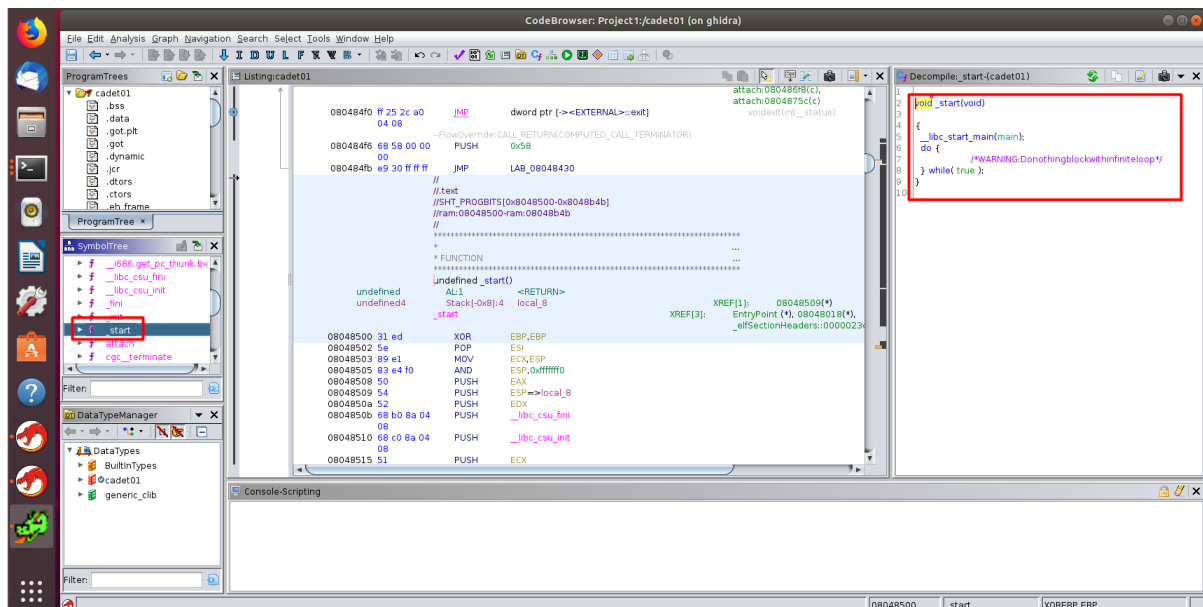 CodeBrowser: Project1:/cadet01 (on ghidra)
File Edit Analysis Graph Navigation Search Select Tools Window Help
I D U L F V B
ProgramTrees
cadet01
.bss
.data
.got.plt
.got
.dynamic
.jcr
.dtors
.ctors
.eh_frame
ProgramTree ×
SymbolTree
f __i686.get_pc_thunk.bx
f __libc_csu_fini
f __libc_csu_init
f _fini
f _init
f _start
f attach
f cgc_terminate
Filter:
DataTypeManager
DataTypes
BuiltInTypes
cadet01
generic_clib
Filter:
Listing:cadet01
attach:080486f8(c),
attach:0804875c(c)
080484f0 ff 25 2c a0 JMP dword ptr [-><EXTERNAL>::exit] voidexit(int__status)
04 08
--FlowOverride:CALL_RETURN(COMPUTED_CALL_TERMINATOR)
080484f6 68 58 00 00 PUSH 0x58
00
080484fb e9 30 ff ff ff JMP LAB_08048430
//
//.text
//SHT_PROGBITS[0x8048500-0x8048b4b]
//ram:08048500-ram:08048b4b
//
* ...
* FUNCTION ...
undefined _start()
undefined AL:1 <RETURN>
undefined4 Stack[-0x8]:4 local_8 XREF[1]: 08048509(*)
_start XREF[3]: EntryPoint (*), 08048018(*),
_elfSectionHeaders::0000023
08048500 31 ed XOR EBP,EBP
08048502 5e POP ESI
08048503 89 e1 MOV ECX,ESP
08048505 83 e4 f0 AND ESP,0xfffffff0
08048508 50 PUSH EAX
08048509 54 PUSH ESP=>local_8
0804850a 52 PUSH EDX
0804850b 68 b0 8a 04 PUSH __libc_csu_fini
08
08048510 68 c0 8a 04 PUSH __libc_csu_init
08
08048515 51 PUSH ECX
Decompile:_start-(cadet01)
1
2 void _start(void)
3
4 {
5 __libc_start_main(main);
6 do {
7 /*WARNING:Donothingblockwithinfiniteloop*/
8 } while( true );
9 }
10
Console-Scripting
08048500 _start XOREBP,EBP